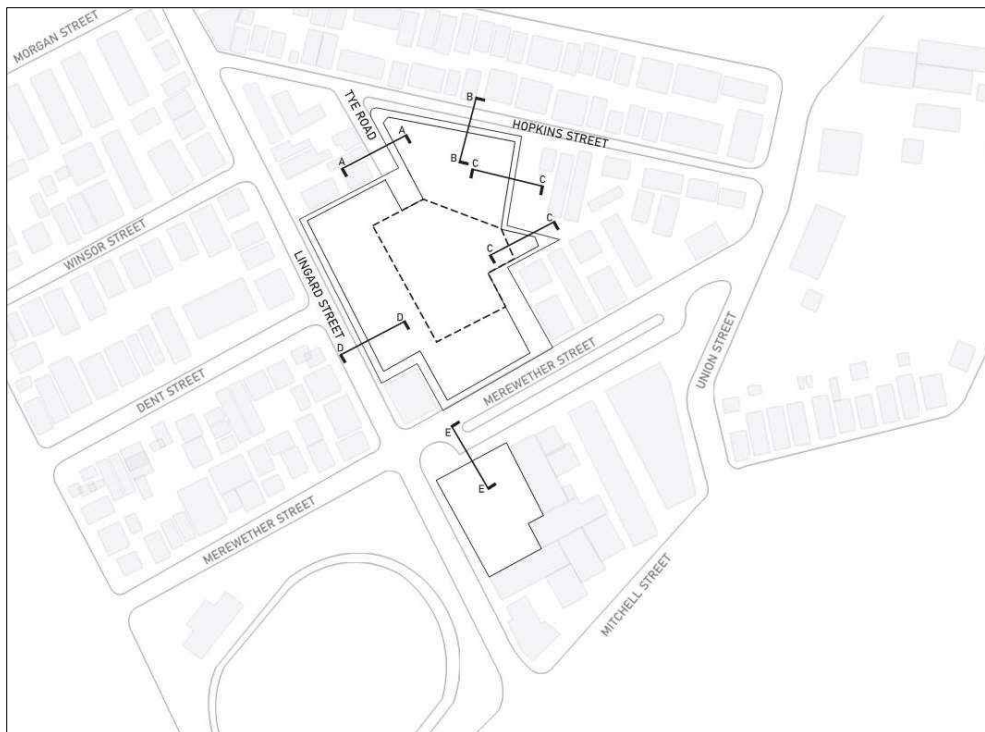 MORGAN STREET
TYE ROAD
B
HOPKINS STREET
A
A
B
C
C
WINSOR STREET
LINGARD STREET
C
C
D
D
DENT STREET
MEREWETHER STREET
UNION STREET
E
E
MEREWETHER STREET
MITCHELL STREET